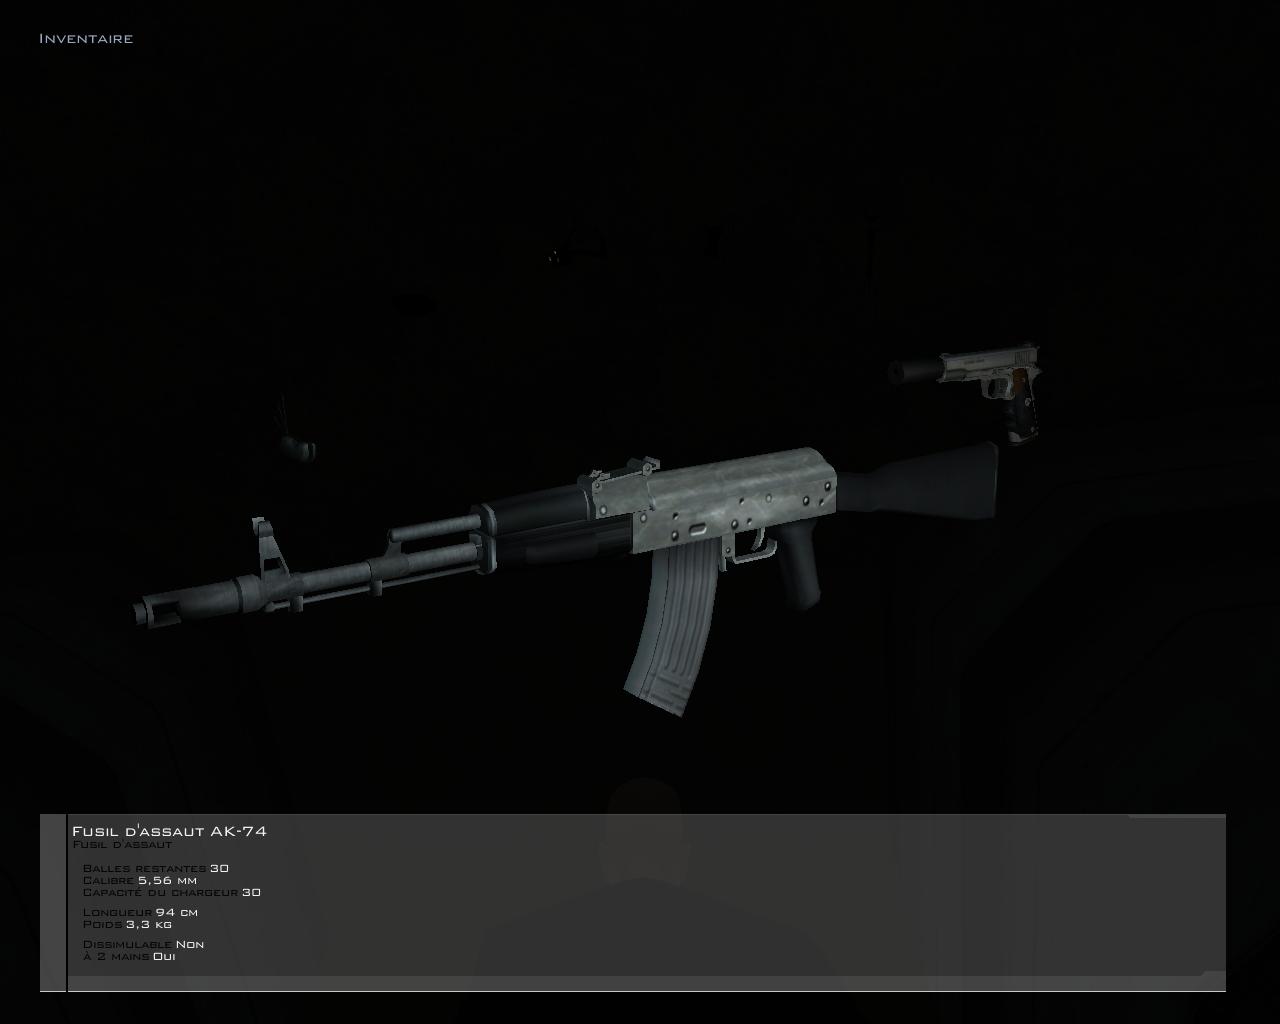 Inventaire
Fusil d'assaut AK-74
Fusil d'assaut
Balles restantes 30
Calibre 5,56 mm
Capacité du chargeur 30
Longueur 94 cm
Poids 3,3 kg
Dissimulable Non
À 2 mains Oui